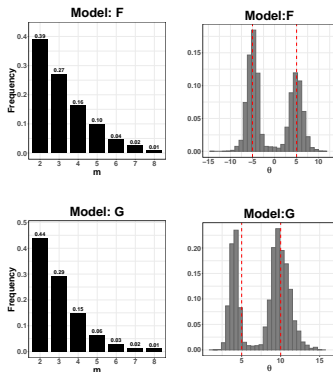 Model: F
0.4
0.3
0.2
0.1
0.0
Frequency
0.39
0.27
0.16
0.10
0.04
0.02
0.01
2 3 4 5 6 7 8
m
Model:F
0.15
0.10
0.05
0.00
−15 −10 −5 0 5 10
θ
Model: G
0.5
0.4
0.3
0.2
0.1
0.0
Frequency
0.44
0.29
0.15
0.06
0.03
0.02
0.01
2 3 4 5 6 7 8
m
Model:G
0.20
0.15
0.10
0.05
0.00
5 10 15
θ